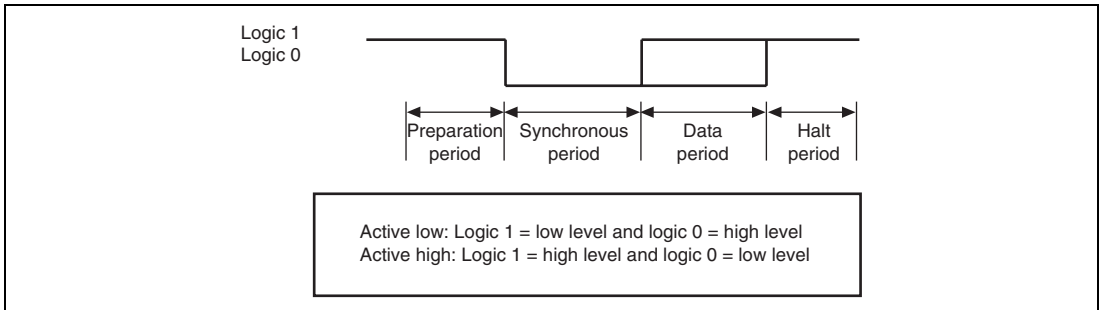 Logic 1
Logic 0
Preparation period
Synchronous period
Data period
Halt period
Active low: Logic 1 = low level and logic 0 = high level
Active high: Logic 1 = high level and logic 0 = low level